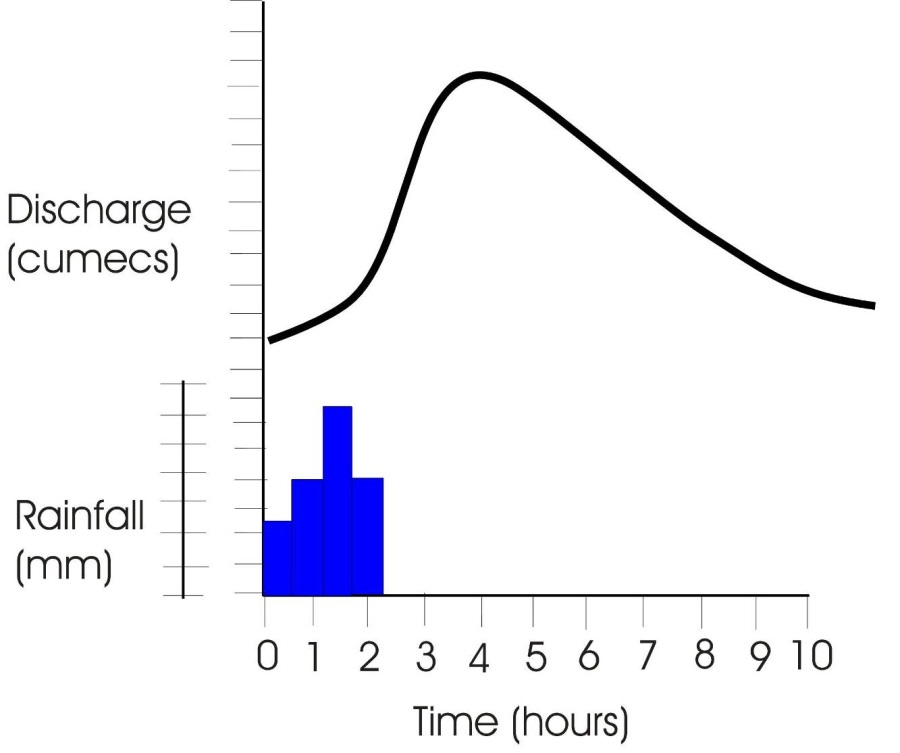 Discharge
(cumecs)
Rainfall
(mm)
0 1 2 3 4 5 6 7 8 9 10
Time (hours)